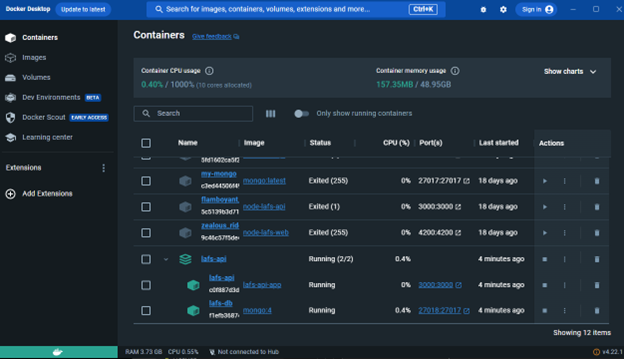 Docker Desktop Update to latest Search for images, containers, volumes, extensions and more... Ctrl+K Sign in
Containers
Images
Volumes
Dev Environments BETA
Docker Scout EARLY ACCESS
Learning center
Extensions
Add Extensions
Containers Give feedback
Container CPU usage
0.40% / 1000% (10 cores allocated)
Container memory usage
157.35MB / 48.95GB
Show charts
Search
Only show running containers
Name Image Status CPU (%) Port(s) Last started Actions
5fd1602ca5f
my-mongo mongo:latest Exited (255) 0% 27017:27017 18 days ago
c3ed44506f4
flamboyant_ node-lafs-api Exited (1) 0% 3000:3000 18 days ago
5c5139b3d71
zealous_rid node-lafs-web Exited (255) 0% 4200:4200 18 days ago
9c46c57f5de
lafs-api Running (2/2) 0.4% 4 minutes ago
lafs-api lafs-api-app Running 0% 3000:3000 4 minutes ago
c0f887d3d
lafs-db mongo:4 Running 0.4% 27018:27017 4 minutes ago
f1efb3687
Showing 12 items
RAM 3.73 GB CPU 0.55% Not connected to Hub v4.22.1